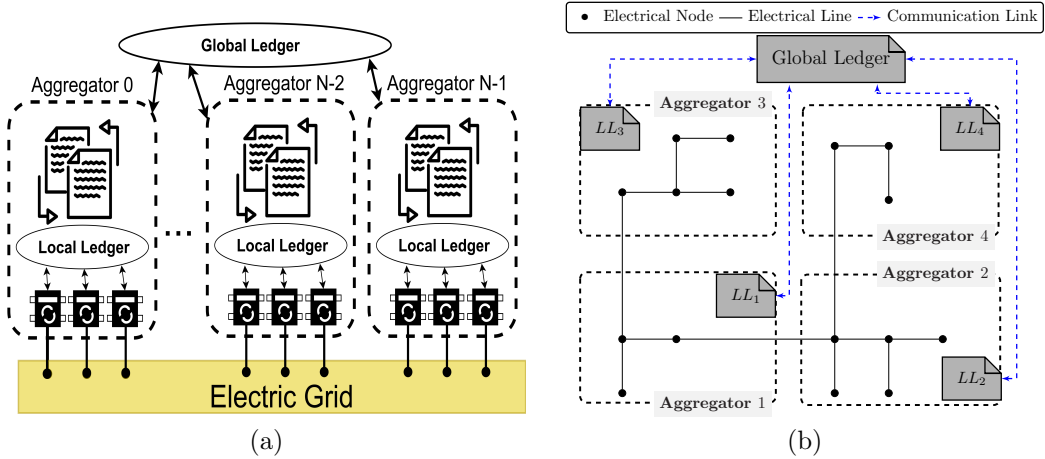 Global Ledger
Aggregator 0
Aggregator N-2
Aggregator N-1
Local Ledger
...
Local Ledger
Local Ledger
Electric Grid
(a)
Electrical Node
Electrical Line
Communication Link
Global Ledger
LL3
Aggregator 3
LL4
Aggregator 4
LL1
Aggregator 2
LL2
Aggregator 1
(b)